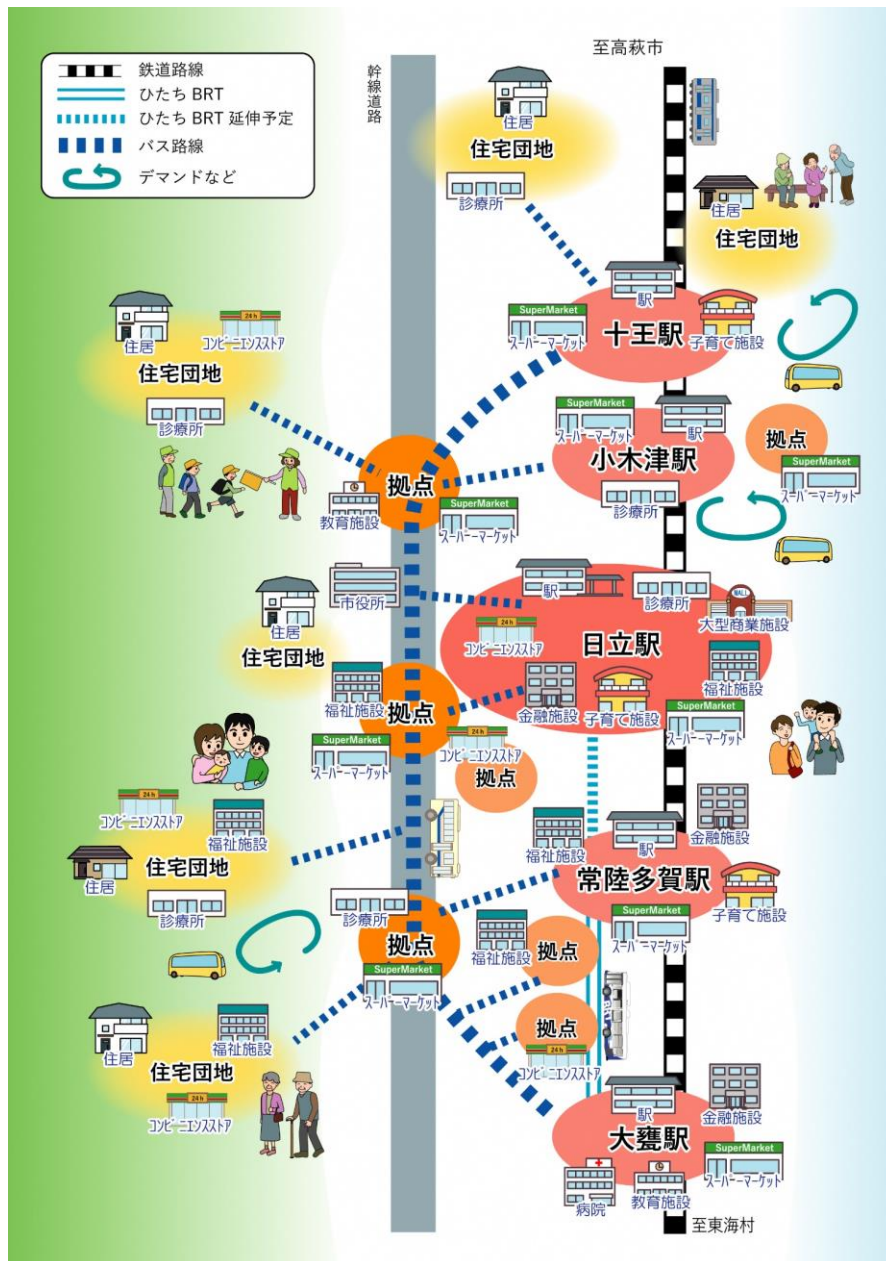 至高萩市
鉄道路線
ひたち BRT
ひたち BRT 延伸予定
バス路線
デマンドなど
幹線道路
住居
住宅団地
診療所
住居
住宅団地
駅
SuperMarket
スーパーマーケット
十王駅
子育て施設
住居
24h
コンビニエンスストア
住宅団地
診療所
SuperMarket
スーパーマーケット
駅
小木津駅
診療所
拠点
SuperMarket
スーパーマーケット
拠点
教育施設
SuperMarket
スーパーマーケット
市役所
駅
診療所
MALL
大型商業施設
24h
コンビニエンスストア
日立駅
福祉施設
金融施設
子育て施設
SuperMarket
スーパーマーケット
住居
住宅団地
福祉施設
拠点
SuperMarket
スーパーマーケット
24h
コンビニエンスストア
拠点
24h
コンビニエンスストア
福祉施設
住宅団地
住居
診療所
福祉施設
駅
金融施設
常陸多賀駅
子育て施設
SuperMarket
スーパーマーケット
診療所
拠点
SuperMarket
スーパーマーケット
福祉施設
拠点
拠点
24h
コンビニエンスストア
住居
福祉施設
住宅団地
24h
コンビニエンスストア
駅
金融施設
大甕駅
SuperMarket
スーパーマーケット
病院
教育施設
至東海村